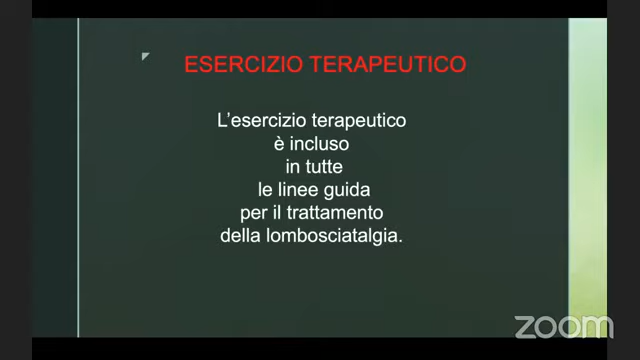 ESERCIZIO TERAPEUTICO
L’esercizio terapeutico
è incluso
in tutte
le linee guida
per il trattamento
della lombosciatalgia.
zoom